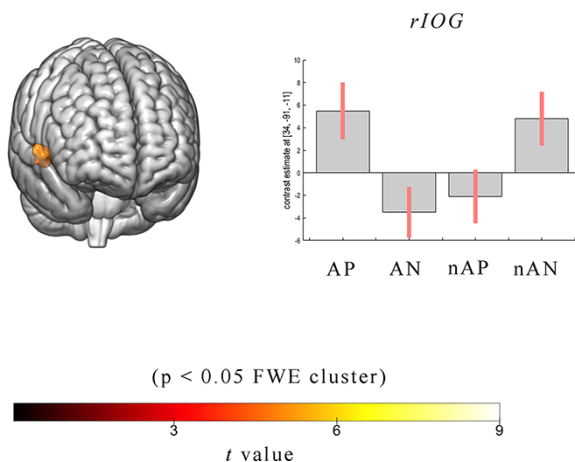 rIOG
contrast estimate at [34, -91, -11]
10
8
6
4
2
0
-2
-4
-6
AP AN nAP nAN
(p < 0.05 FWE cluster)
3 6 9
t value